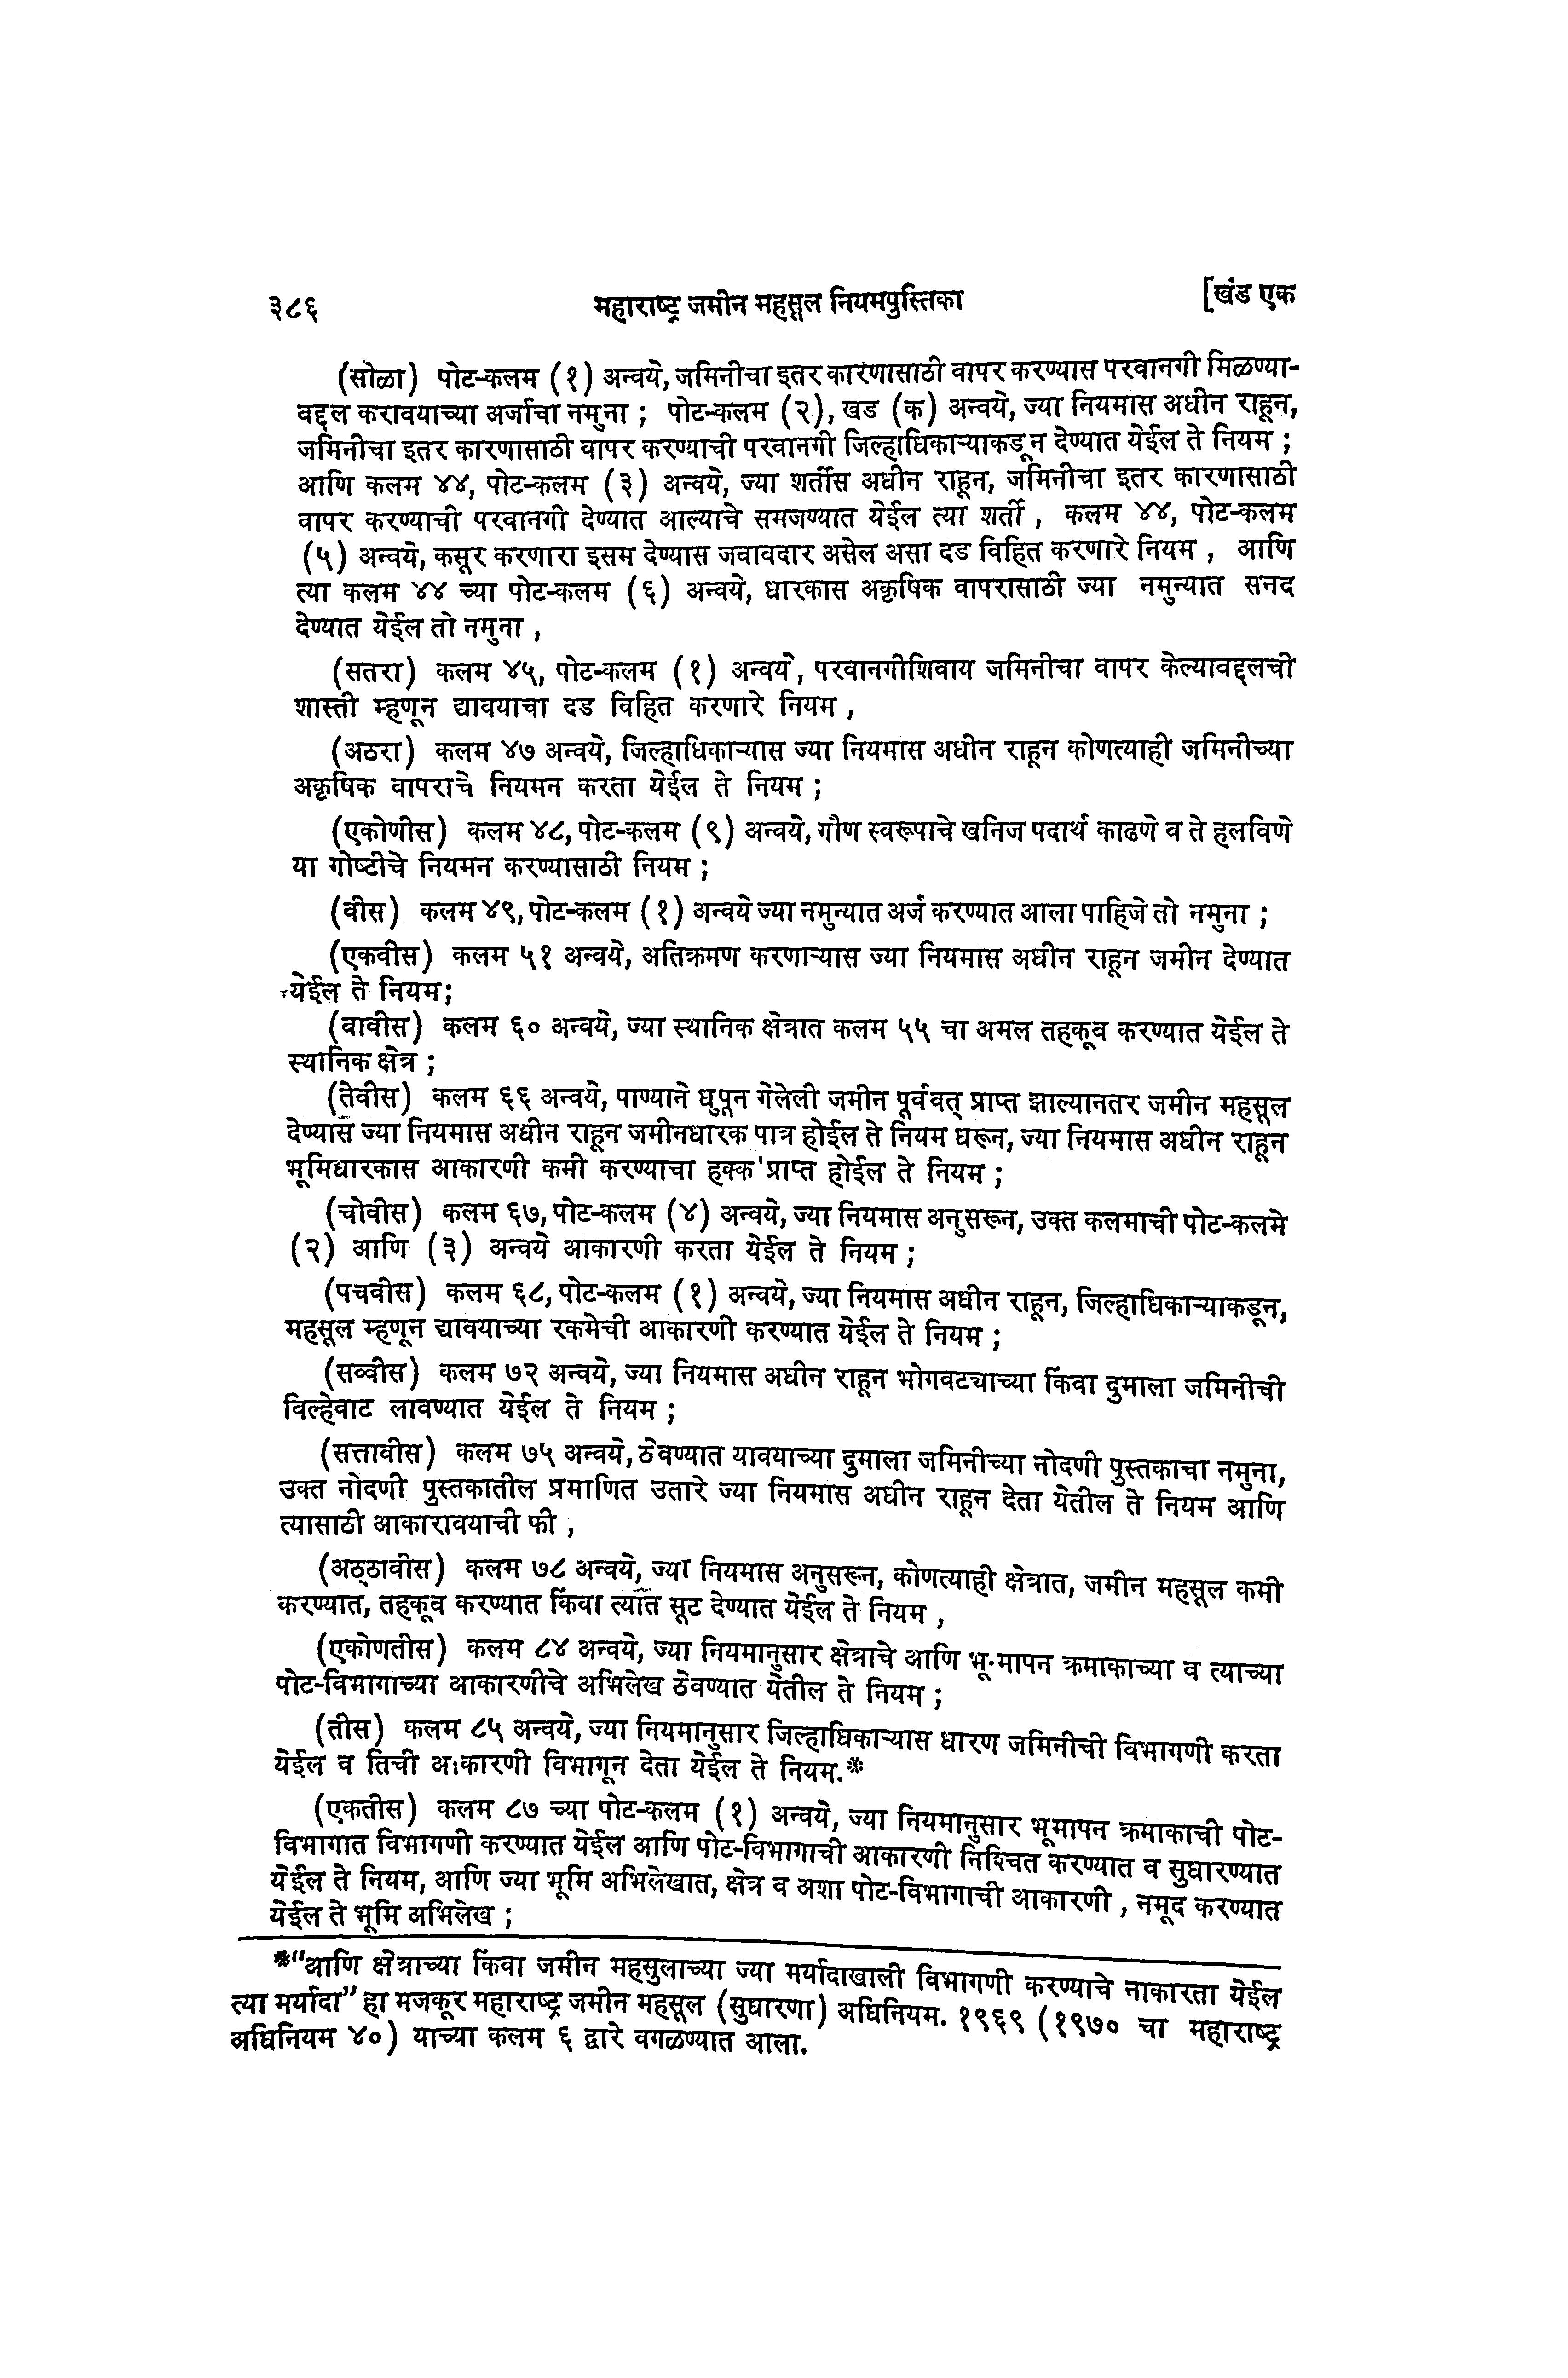 ३८६ महाराष्ट्र जमीन महसूल नियमपुस्तिका [खंड एक
(सोळा) पोट-कलम (१) अन्वये, जमिनीचा इतर कारणासाठी वापर करण्यास परवानगी मिळण्या-
बद्दल करावयाच्या अर्जाचा नमुना ; पोट-कलम (२), खड (क) अन्वये, ज्या नियमास अधीन राहून,
जमिनीचा इतर कारणासाठी वापर करण्याची परवानगी जिल्हाधिकाऱ्याकडून देण्यात येईल ते नियम ;
आणि कलम ४४, पोट-कलम (३) अन्वये, ज्या शर्तीस अधीन राहून, जमिनीचा इतर कारणासाठी
वापर करण्याची परवानगी देण्यात आल्याचे समजण्यात येईल त्या शर्ती , कलम ४४, पोट-कलम
(५) अन्वये, कसूर करणारा इसम देण्यास जवावदार असेल असा दड विहित करणारे नियम , आणि
त्या कलम ४४ च्या पोट-कलम (६) अन्वये, धारकास अकृषिक वापरासाठी ज्या नमुन्यात सनद
देण्यात येईल तो नमुना ,
(सतरा) कलम ४५, पोट-कलम (१) अन्वये, परवानगीशिवाय जमिनीचा वापर केल्यावद्दलची
शास्ती म्हणून द्यावयाचा दड विहित करणारे नियम ,
(अठरा) कलम ४७ अन्वये, जिल्हाधिकाऱ्यास ज्या नियमास अधीन राहून कोणत्याही जमिनीच्या
अकृषिक वापराचे नियमन करता येईल ते नियम ;
(एकोणीस) कलम ४८, पोट-कलम (९) अन्वये, गौण स्वरूपाचे खनिज पदार्थ काढणे व ते हलविणे
या गोष्टीचे नियमन करण्यासाठी नियम ;
(वीस) कलम ४९, पोट-कलम (१) अन्वये ज्या नमुन्यात अर्ज करण्यात आला पाहिजे तो नमुना ;
(एकवीस) कलम ५१ अन्वये, अतिक्रमण करणाऱ्यास ज्या नियमास अधीन राहून जमीन देण्यात
येईल ते नियम;
(वावीस) कलम ६० अन्वये, ज्या स्थानिक क्षेत्रात कलम ५५ चा अमल तहकूव करण्यात येईल ते
स्थानिक क्षेत्र ;
(तेवीस) कलम ६६ अन्वये, पाण्याने धुपून गेलेली जमीन पूर्ववत् प्राप्त झाल्यानतर जमीन महसूल
देण्यास ज्या नियमास अधीन राहून जमीनधारक पात्र होईल ते नियम धरून, ज्या नियमास अधीन राहून
भूमिधारकास आकारणी कमी करण्याचा हक्क प्राप्त होईल ते नियम ;
(चोवीस) कलम ६७, पोट-कलम (४) अन्वये, ज्या नियमास अनुसरून, उक्त कलमाची पोट-कलमे
(२) आणि (३) अन्वये आकारणी करता येईल ते नियम ;
(पचवीस) कलम ६८, पोट-कलम (१) अन्वये, ज्या नियमास अधीन राहून, जिल्हाधिकाऱ्याकडून,
महसूल म्हणून द्यावयाच्या रकमेची आकारणी करण्यात येईल ते नियम ;
(सव्वीस) कलम ७२ अन्वये, ज्या नियमास अधीन राहून भोगवट्याच्या किंवा दुमाला जमिनीची
विल्हेवाट लावण्यात येईल ते नियम ;
(सत्तावीस) कलम ७५ अन्वये, ठेवण्यात यावयाच्या दुमाला जमिनीच्या नोदणी पुस्तकाचा नमुना,
उक्त नोदणी पुस्तकातील प्रमाणित उतारे ज्या नियमास अधीन राहून देता येतील ते नियम आणि
त्यासाठी आकारावयाची फी ,
(अठ्ठावीस) कलम ७८ अन्वये, ज्या नियमास अनुसरून, कोणत्याही क्षेत्रात, जमीन महसूल कमी
करण्यात, तहकूव करण्यात किंवा त्यात सूट देण्यात येईल ते नियम ,
(एकोणतीस) कलम ८४ अन्वये, ज्या नियमानुसार क्षेत्राचे आणि भू-मापन क्रमाकाच्या व त्याच्या
पोट-विभागाच्या आकारणीचे अभिलेख ठेवण्यात येतील ते नियम ;
(तीस) कलम ८५ अन्वये, ज्या नियमानुसार जिल्हाधिकाऱ्यास धारण जमिनीची विभागणी करता
येईल व तिची आकारणी विभागून देता येईल ते नियम.*
(एकतीस) कलम ८७ च्या पोट-कलम (१) अन्वये, ज्या नियमानुसार भूमापन क्रमाकाची पोट-
विभागात विभागणी करण्यात येईल आणि पोट-विभागाची आकारणी निश्चित करण्यात व सुधारण्यात
येईल ते नियम, आणि ज्या भूमि अभिलेखात, क्षेत्र व अशा पोट-विभागाची आकारणी , नमूद करण्यात
येईल ते भूमि अभिलेख ;
*"आणि क्षेत्राच्या किंवा जमीन महसुलाच्या ज्या मर्यादाखाली विभागणी करण्याचे नाकारता येईल
त्या मर्यादा" हा मजकूर महाराष्ट्र जमीन महसूल (सुधारणा) अधिनियम. १९६९ (१९७० चा महाराष्ट्र
अधिनियम ४०) याच्या कलम ६ द्वारे वगळण्यात आला.